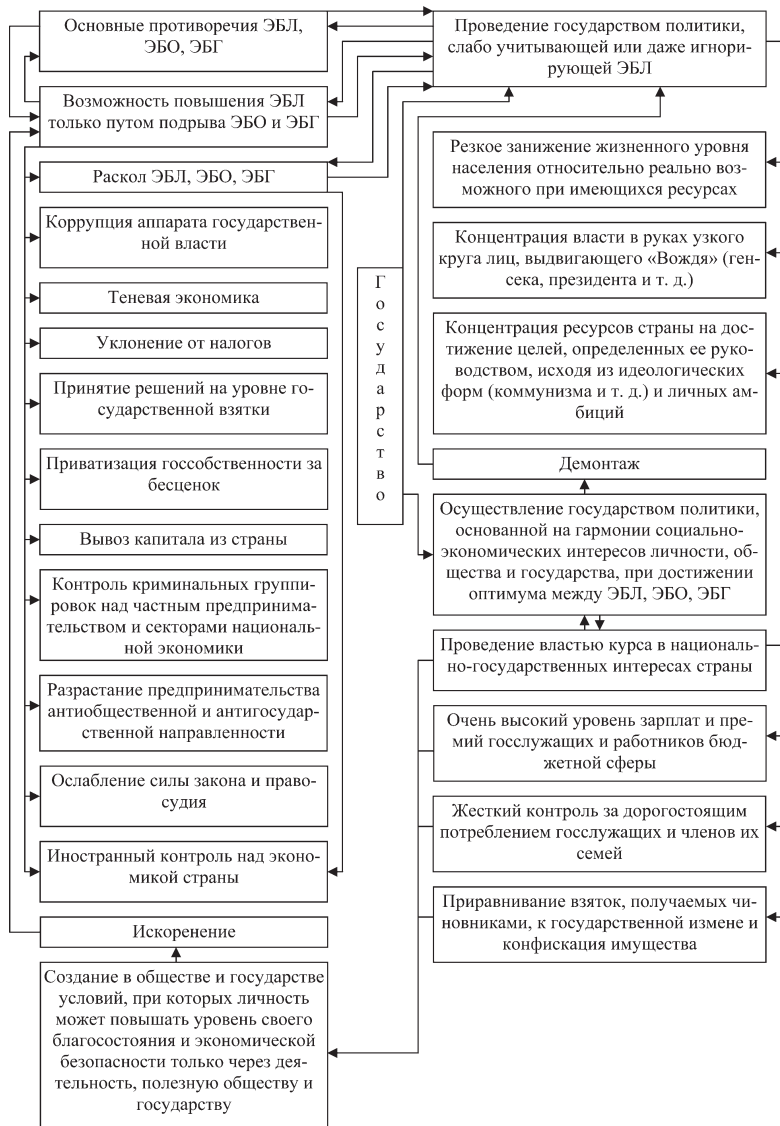 Основные противоречия ЭБЛ,
ЭБО, ЭБГ
Возможность повышения ЭБЛ
только путом подрыва ЭБО и ЭБГ
Раскол ЭБЛ, ЭБО, ЭБГ
Коррупция аппарата государствен-
ной власти
Теневая экономика
Уклонение от налогов
Принятие решений на уровне го-
сударственной взятки
Приватизация госсобственности за
бесценок
Вывоз капитала из страны
Контроль криминальных группи-
ровок над частным предпринима-
тельством и секторами националь-
ной экономики
Разрастание предпринимательства
антиобщественной и антигосудар-
ственной направленности
Ослабление силы закона и право-
судия
Иностранный контроль над эконо-
микой страны
Искоренение
Создание в обществе и государстве
условий, при которых личность
может повышать уровень своего
благосостояния и экономической
безопасности только через дея-
тельность, полезную обществу и
государству
Государство
Проведение государством политики,
слабо учитывающей или даже игнори-
рующей ЭБЛ
Резкое занижение жизненного уровня
населения относительно реально воз-
можного при имеющихся ресурсах
Концентрация власти в руках узкого
круга лиц, выдвигающего «Вождя» (ген-
сека, президента и т. д.)
Концентрация ресурсов страны на до-
стижение целей, определенных ее руко-
водством, исходя из идеологических
форм (коммунизма и т. д.) и личных ам-
биций
Демонтаж
Осуществление государством политики,
основанной на гармонии социально-
экономических интересов личности, об-
щества и государства, при достижении
оптимума между ЭБЛ, ЭБО, ЭБГ
Проведение властью курса в националь-
но-государственных интересах страны
Очень высокий уровень зарплат и пре-
мий госслужащих и работников бюд-
жетной сферы
Жесткий контроль за дорогостоящим
потреблением госслужащих и членов их
семей
Приравнивание взяток, получаемых чи-
новниками, к государственной измене и
конфискация имущества